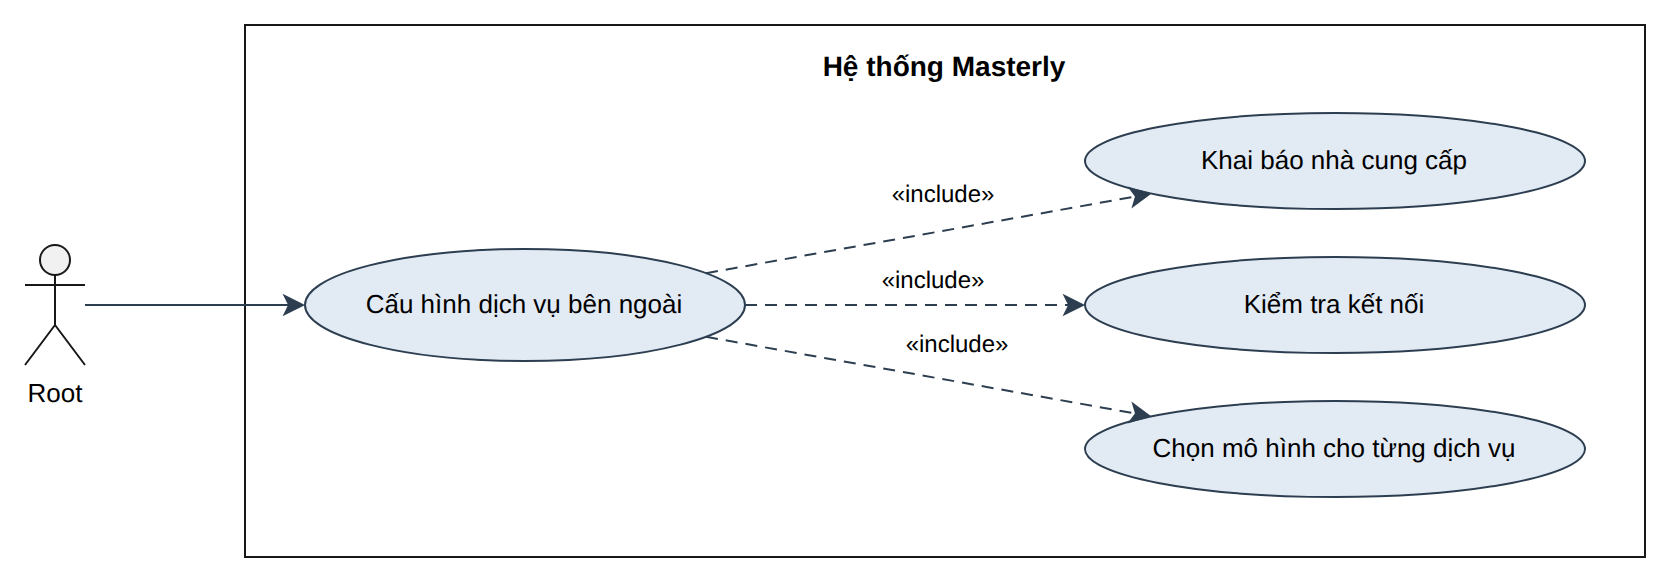 Hệ thống Masterly
Khai báo nhà cung cấp
«include»
Cấu hình dịch vụ bên ngoài
«include»
Kiểm tra kết nối
«include»
Root
Chọn mô hình cho từng dịch vụ